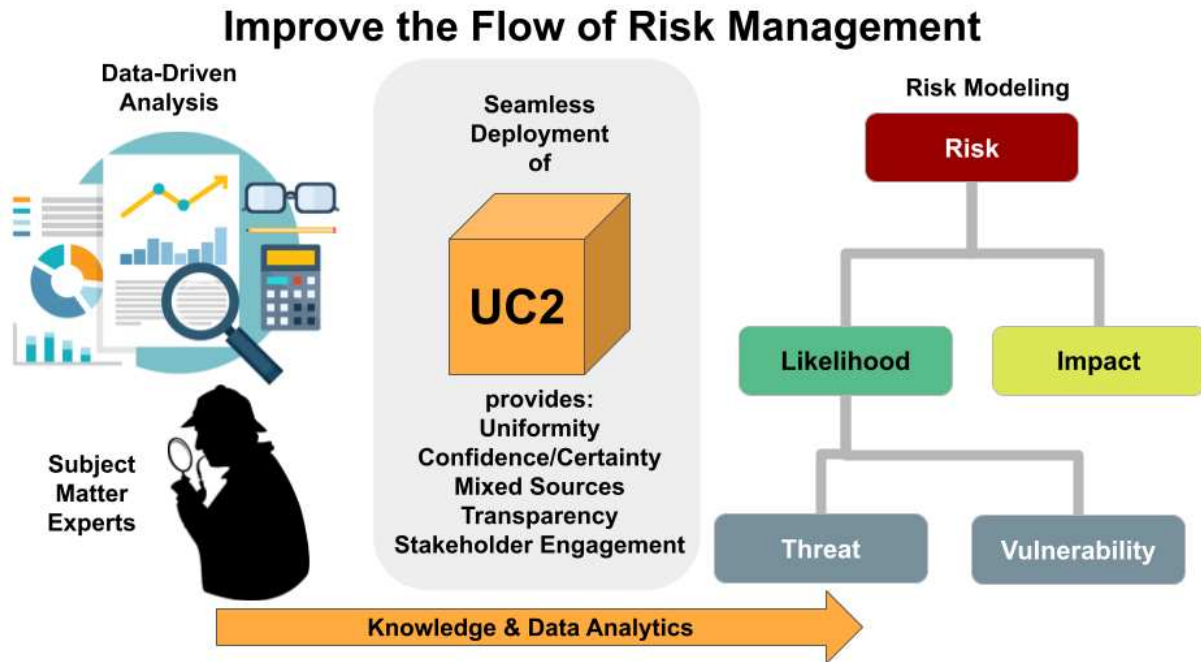 Improve the Flow of Risk Management
Data-Driven
Analysis
Subject
Matter
Experts
Seamless
Deployment
of
UC2
provides:
Uniformity
Confidence/Certainty
Mixed Sources
Transparency
Stakeholder Engagement
Risk Modeling
Risk
Likelihood
Impact
Threat
Vulnerability
Knowledge & Data Analytics